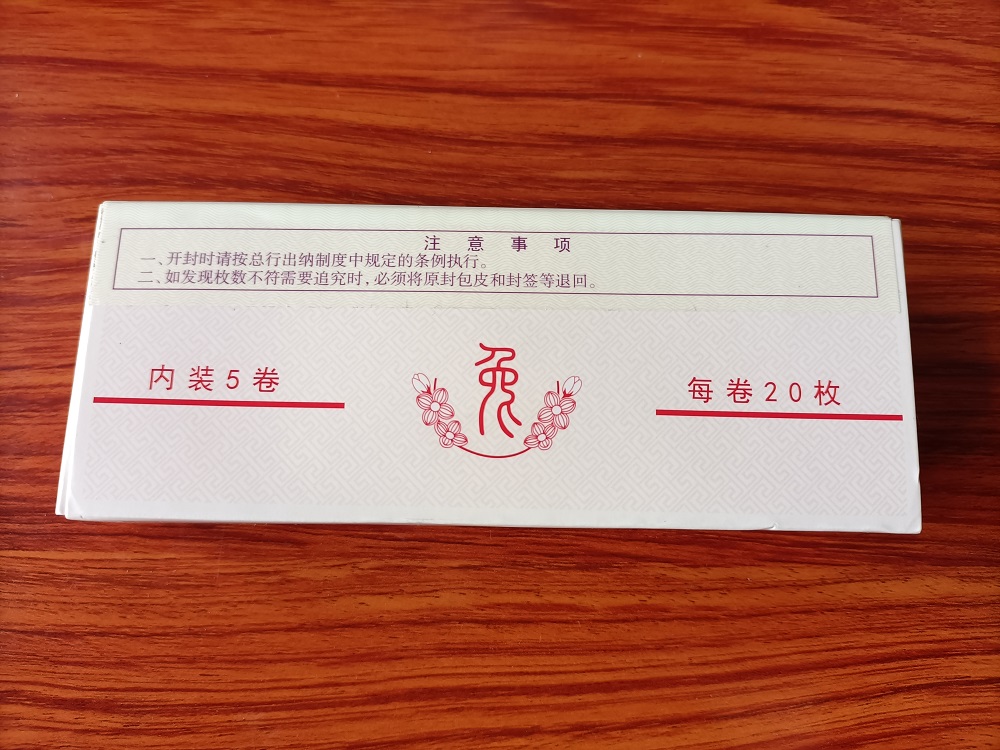 注意事项
一、开封时请按总行出纳制度中规定的条例执行。
二、如发现枚数不符需要追究时,必须将原封包皮和封签等退回。
内装5卷
兔
每卷20枚